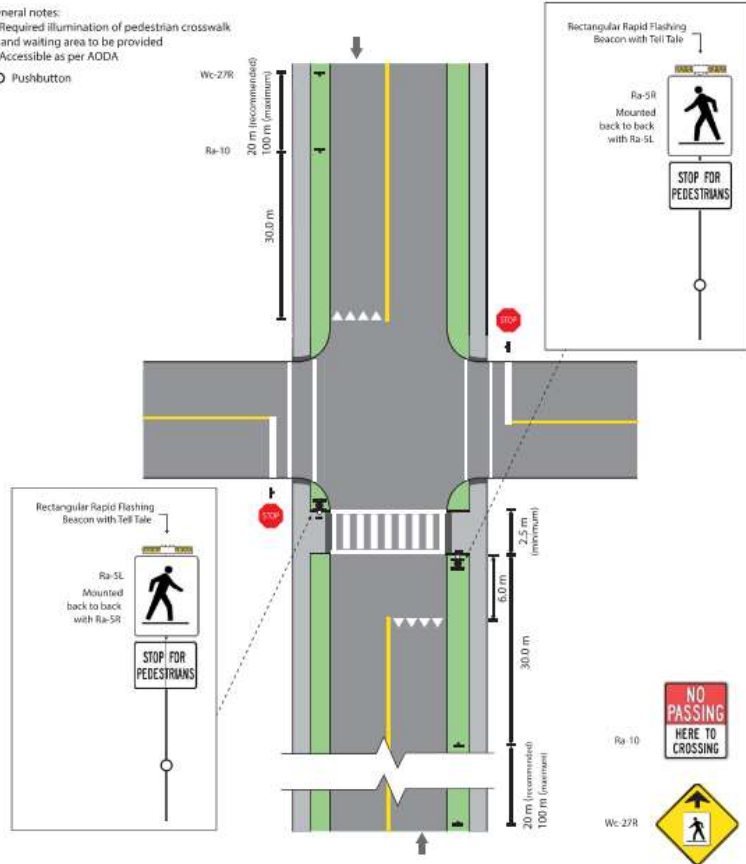 neral notes:
Required illumination of pedestrian crosswalk
and waiting area to be provided
Accessible as per AODA
Pushbutton
Wc-27R
20 m (recommended)
100 m (maximum)
Ra-10
30.0 m
Rectangular Rapid Flashing
Beacon with Tell Tale
Ra-5R
Mounted
back to back
with Ra-5L
STOP FOR
PEDESTRIANS
STOP
STOP
Rectangular Rapid Flashing
Beacon with Tell Tale
Ra-5L
Mounted
back to back
with Ra-5R
STOP FOR
PEDESTRIANS
2.5 m
(minimum)
6.0 m
30.0 m
20 m (recommended)
100 m (maximum)
Ra-10
NO
PASSING
HERE TO
CROSSING
Wc-27R